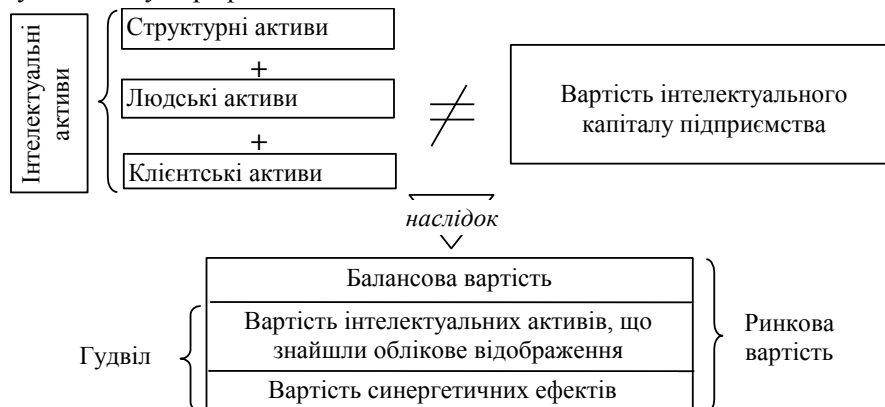 Інтелектуальні
активи
Структурні активи
+
Людські активи
+
Клієнтські активи
≠
Вартість інтелектуального
капіталу підприємства
наслідок
Балансова вартість
Вартість інтелектуальних активів, що
знайшли облікове відображення
Вартість синергетичних ефектів
Гудвіл
Ринкова
вартість